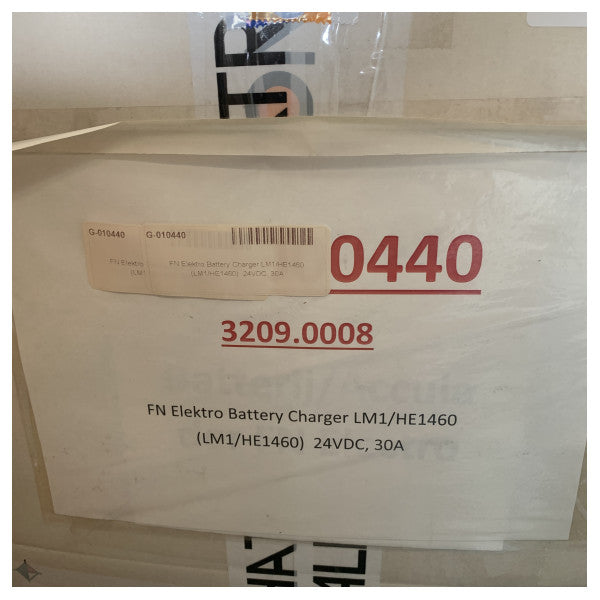 G-010440 G-010440
FN Elektro FN Elektro Battery Charger LM1/HE1460
(LM1 (LM1/HE1460) 24VDC, 30A
0440
3209.0008
FN Elektro Battery Charger LM1/HE1460
(LM1/HE1460) 24VDC, 30A